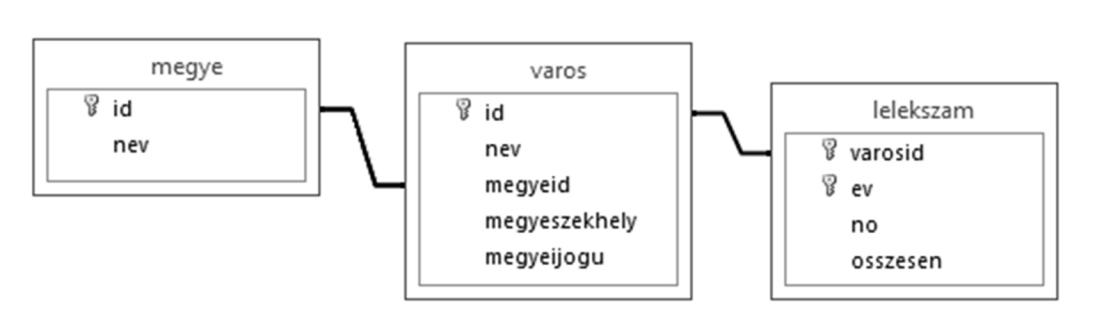 megye
id
nev
varos
id
nev
megyeid
megyeszekhely
megyeijogu
lelekszam
varosid
ev
no
osszesen